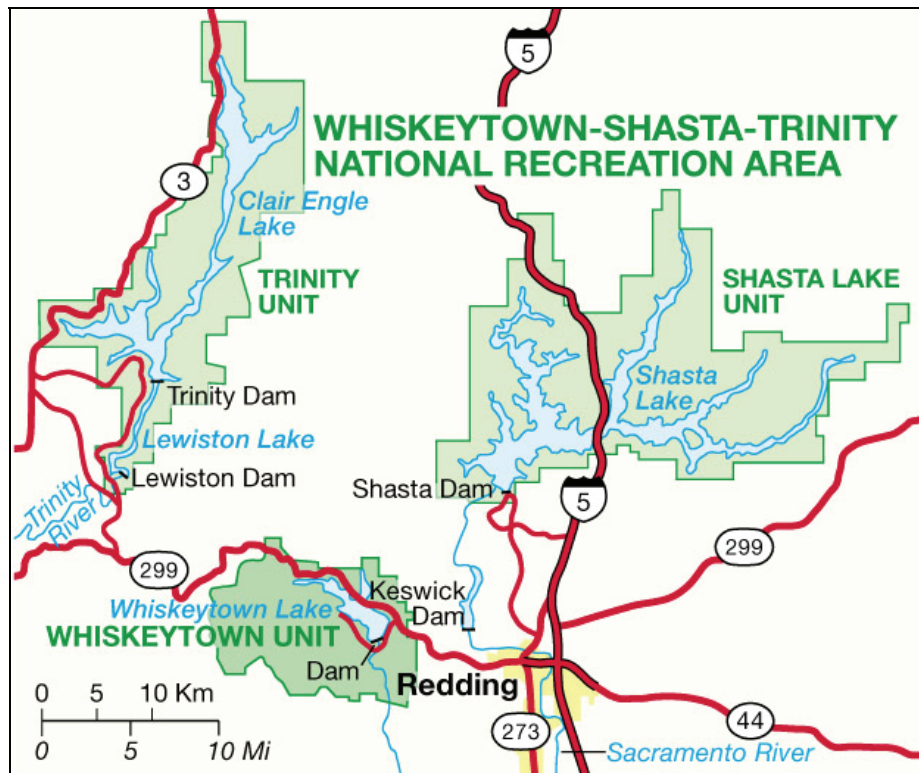 5
WHISKEYTOWN-SHASTA-TRINITY
NATIONAL RECREATION AREA
3
Clair Engle
Lake
TRINITY
UNIT
SHASTA LAKE
UNIT
Shasta
Lake
Trinity Dam
Lewiston Lake
Lewiston Dam
Shasta Dam
Trinity
River
5
299
299
Keswick
Dam
Whiskeytown Lake
WHISKEYTOWN UNIT
Dam
Redding
0 5 10 Km
0 5 10 Mi
273
44
Sacramento River